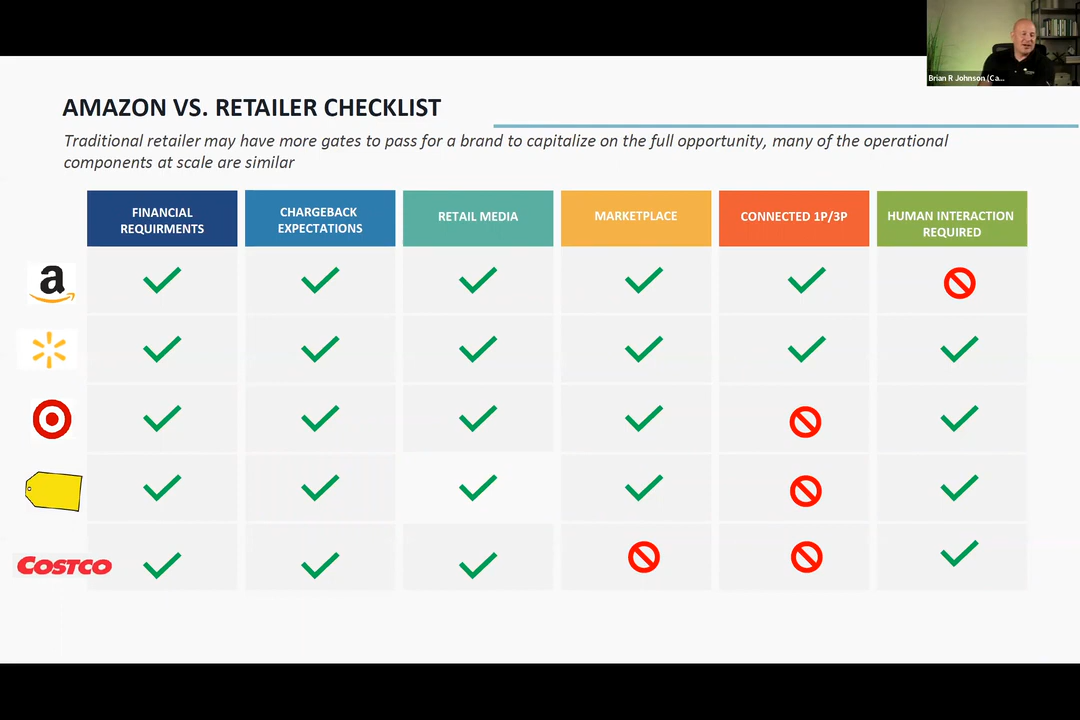 Brian R Johnson (Ca...
AMAZON VS. RETAILER CHECKLIST
Traditional retailer may have more gates to pass for a brand to capitalize on the full opportunity, many of the operational
components at scale are similar
FINANCIAL
REQUIRMENTS
CHARGEBACK
EXPECTATIONS
RETAIL MEDIA
MARKETPLACE
CONNECTED 1P/3P
HUMAN INTERACTION
REQUIRED
a
COSTCO